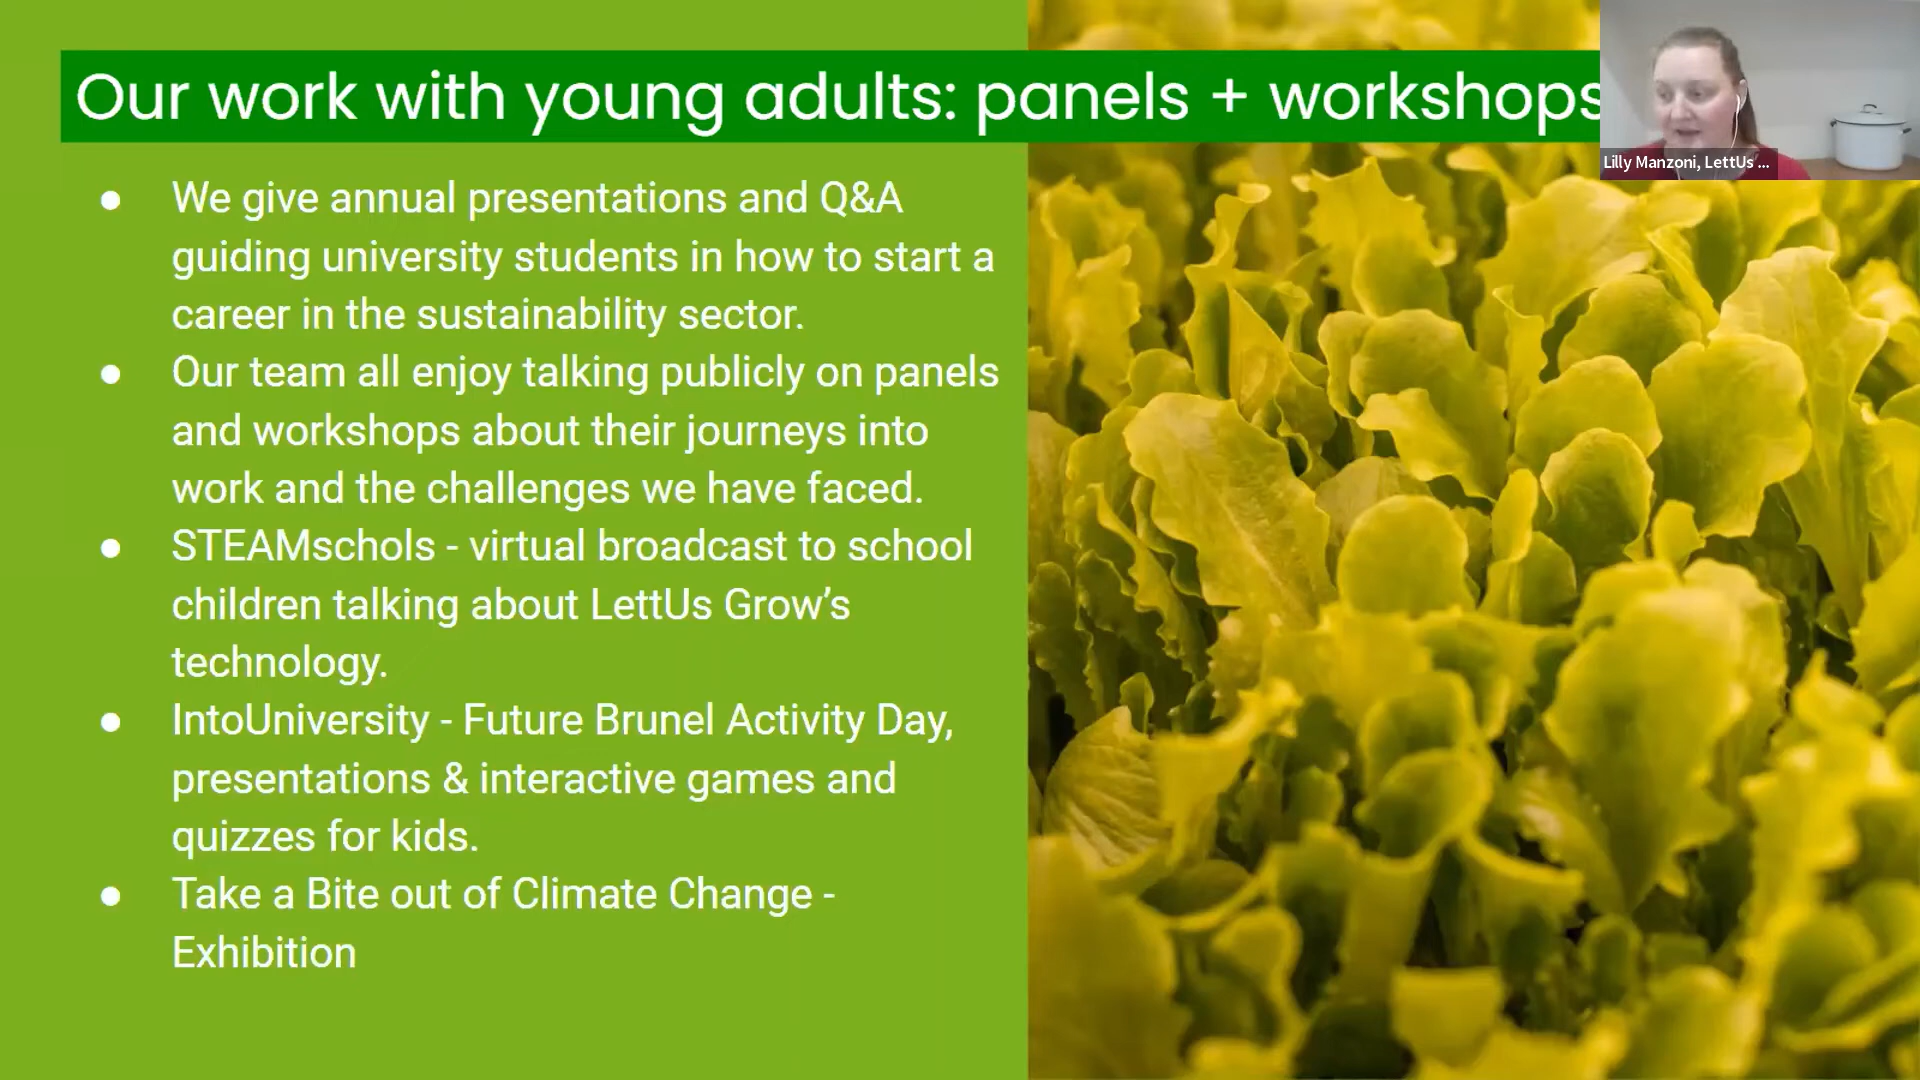 Our work with young adults: panels + workshops
Lilly Manzoni, LettUs ...
● We give annual presentations and Q&A
guiding university students in how to start a
career in the sustainability sector.
● Our team all enjoy talking publicly on panels
and workshops about their journeys into
work and the challenges we have faced.
● STEAMschols - virtual broadcast to school
children talking about LettUs Grow’s
technology.
● IntoUniversity - Future Brunel Activity Day,
presentations & interactive games and
quizzes for kids.
● Take a Bite out of Climate Change -
Exhibition